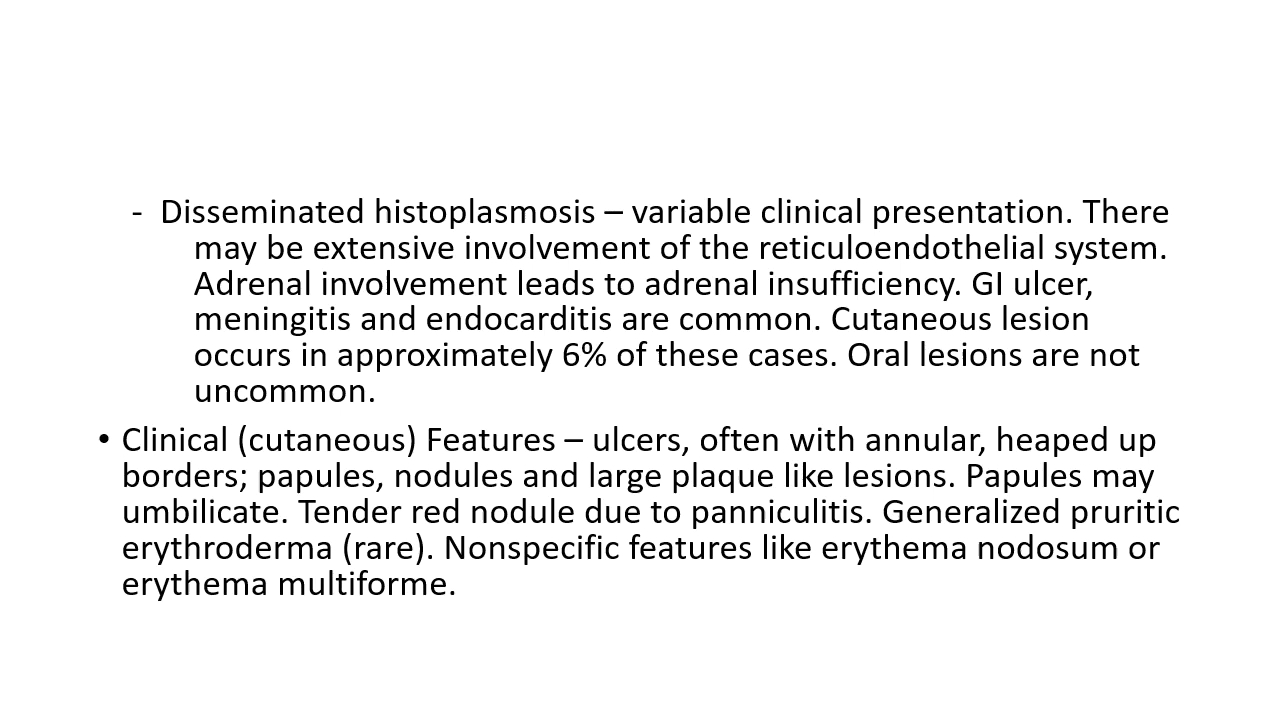 - Disseminated histoplasmosis – variable clinical presentation. There
may be extensive involvement of the reticuloendothelial system.
Adrenal involvement leads to adrenal insufficiency. GI ulcer,
meningitis and endocarditis are common. Cutaneous lesion
occurs in approximately 6% of these cases. Oral lesions are not
uncommon.
• Clinical (cutaneous) Features – ulcers, often with annular, heaped up
borders; papules, nodules and large plaque like lesions. Papules may
umbilicate. Tender red nodule due to panniculitis. Generalized pruritic
erythroderma (rare). Nonspecific features like erythema nodosum or
erythema multiforme.